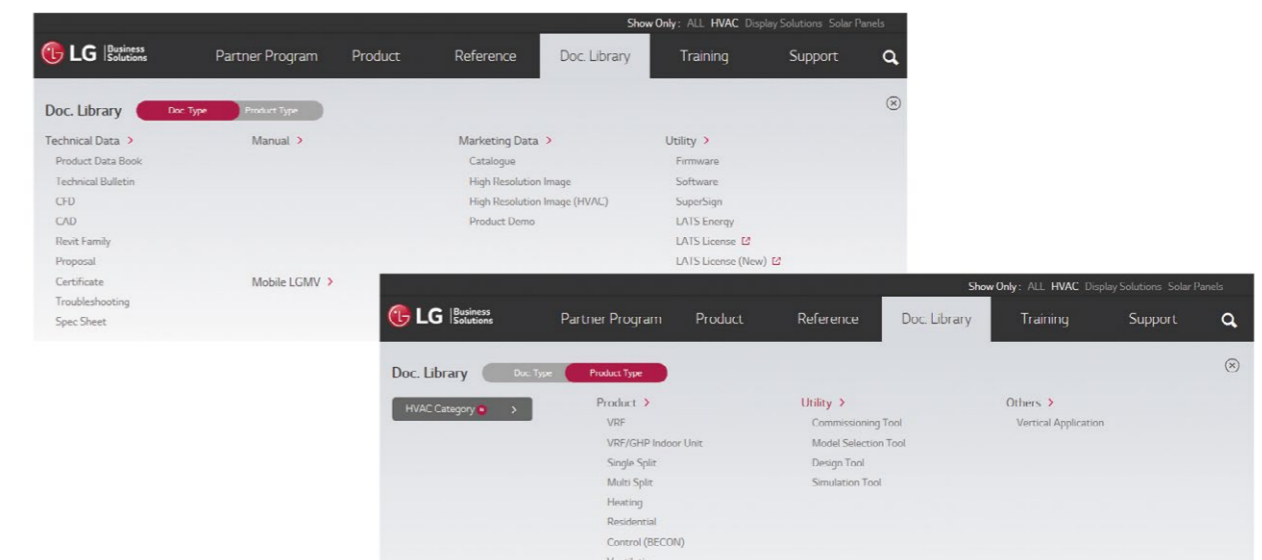 Show Only : ALL HVAC Display Solutions Solar Panels
LG Business Solutions
Partner Program Product Reference Doc. Library Training Support
Doc. Library Doc. Type Product Type
Technical Data >
Product Data Book
Technical Bulletin
CFD
CAD
Revit Family
Proposal
Certificate
Troubleshooting
Spec Sheet
Manual >
Mobile LGMV >
Marketing Data >
Catalogue
High Resolution Image
High Resolution Image (HVAC)
Product Demo
Utility >
Firmware
Software
SuperSign
LATS Energy
LATS License
LATS License (New)
Show Only : ALL HVAC Display Solutions Solar Panels
LG Business Solutions
Partner Program Product Reference Doc. Library Training Support
Doc. Library Doc. Type Product Type
HVAC Category >
Product >
VRF
VRF/GHP Indoor Unit
Single Split
Multi Split
Heating
Residential
Control (BECON)
Utility >
Commissioning Tool
Model Selection Tool
Design Tool
Simulation Tool
Others >
Vertical Application